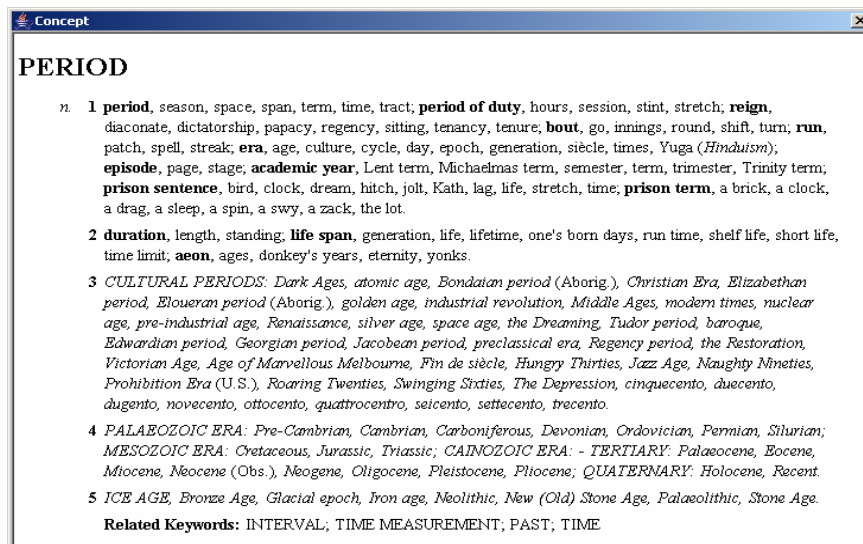 Concept
PERIOD
n. 1 period, season, space, span, term, time, tract; period of duty, hours, session, stint, stretch; reign,
diaconate, dictatorship, papacy, regency, sitting, tenancy, tenure; bout, go, innings, round, shift, turn; run,
patch, spell, streak; era, age, culture, cycle, day, epoch, generation, siècle, times, Yuga (Hinduism);
episode, page, stage; academic year, Lent term, Michaelmas term, semester, term, trimester, Trinity term;
prison sentence, bird, clock, dream, hitch, jolt, Kath, lag, life, stretch, time; prison term, a brick, a clock,
a drag, a sleep, a spin, a swy, a zack, the lot.
2 duration, length, standing; life span, generation, life, lifetime, one's born days, run time, shelf life, short life,
time limit; aeon, ages, donkey's years, eternity, yonks.
3 CULTURAL PERIODS: Dark Ages, atomic age, Bondaian period (Aborig.), Christian Era, Elizabethan
period, Eloueran period (Aborig.), golden age, industrial revolution, Middle Ages, modern times, nuclear
age, pre-industrial age, Renaissance, silver age, space age, the Dreaming, Tudor period, baroque,
Edwardian period, Georgian period, Jacobean period, preclassical era, Regency period, the Restoration,
Victorian Age, Age of Marvellous Melbourne, Fin de siècle, Hungry Thirties, Jazz Age, Naughty Nineties,
Prohibition Era (U.S.), Roaring Twenties, Swinging Sixties, The Depression, cinquecento, duecento,
dugento, novecento, ottocento, quattrocentro, seicento, settecento, trecento.
4 PALAEOZOIC ERA: Pre-Cambrian, Cambrian, Carboniferous, Devonian, Ordovician, Permian, Silurian;
MESOZOIC ERA: Cretaceous, Jurassic, Triassic; CAINOZOIC ERA: - TERTIARY: Palaeocene, Eocene,
Miocene, Neocene (Obs.), Neogene, Oligocene, Pleistocene, Pliocene; QUATERNARY: Holocene, Recent.
5 ICE AGE, Bronze Age, Glacial epoch, Iron age, Neolithic, New (Old) Stone Age, Palaeolithic, Stone Age.
Related Keywords: INTERVAL; TIME MEASUREMENT; PAST; TIME